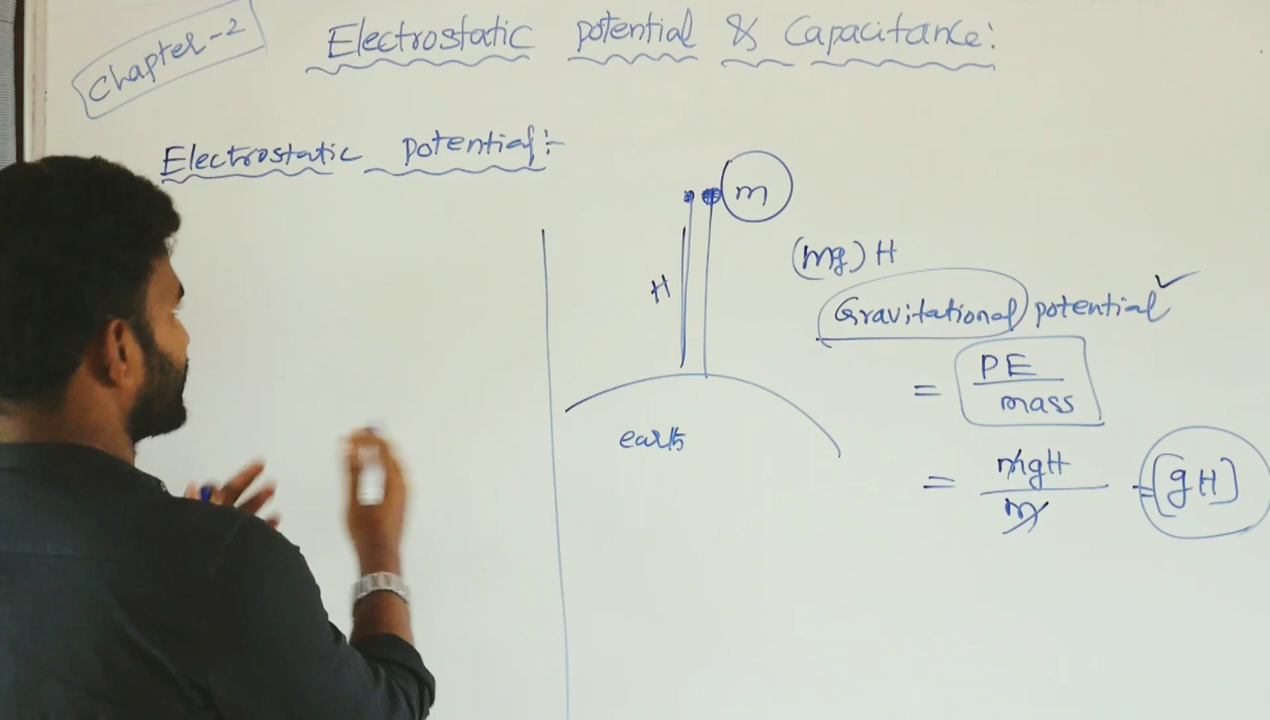 Chapter-2
Electrostatic potential & Capacitance:
Electrostatic potential:-
m
(mg) H
H
Gravitational potential ✓
= PE / mass
earth
= mgH / m = [gH]